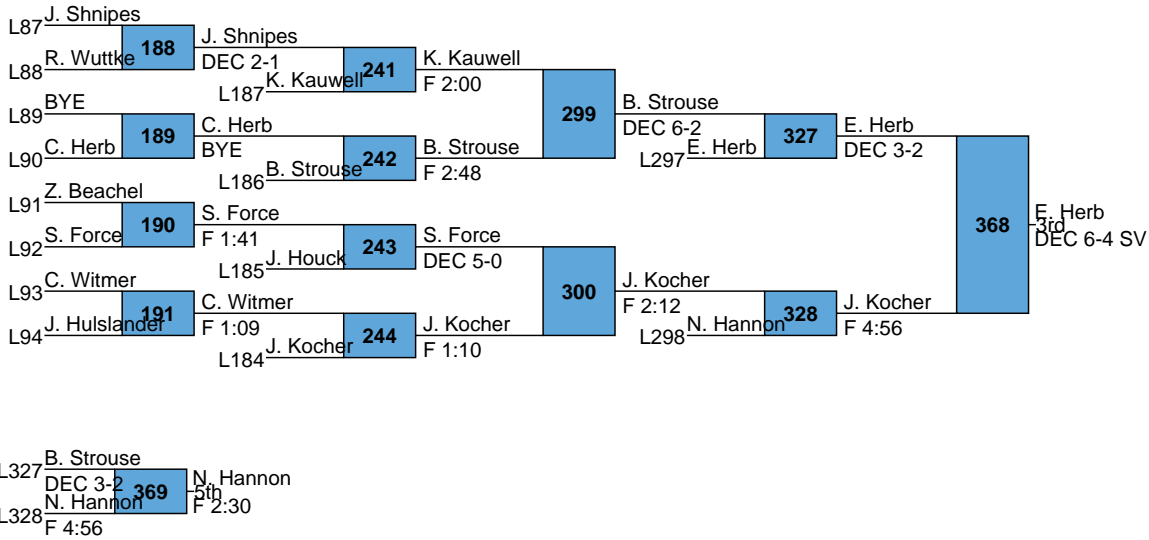 L87 J. Shnipes
188
L88 R. Wuttke
J. Shnipes
DEC 2-1
241
L187 K. Kauwell
K. Kauwell
F 2:00
L89 BYE
189
L90 C. Herb
C. Herb
BYE
242
L186 B. Strouse
B. Strouse
F 2:48
299
B. Strouse
DEC 6-2
327
L297 E. Herb
E. Herb
DEC 3-2
L91 Z. Beachel
190
L92 S. Force
S. Force
F 1:41
243
L185 J. Houck
S. Force
DEC 5-0
L93 C. Witmer
191
L94 J. Hulslander
C. Witmer
F 1:09
244
L184 J. Kocher
J. Kocher
F 1:10
300
J. Kocher
F 2:12
328
L298 N. Hannon
J. Kocher
F 4:56
368
E. Herb
3rd
DEC 6-4 SV
L327 B. Strouse
DEC 3-2
369
L328 N. Hannon
F 4:56
N. Hannon
5th
F 2:30